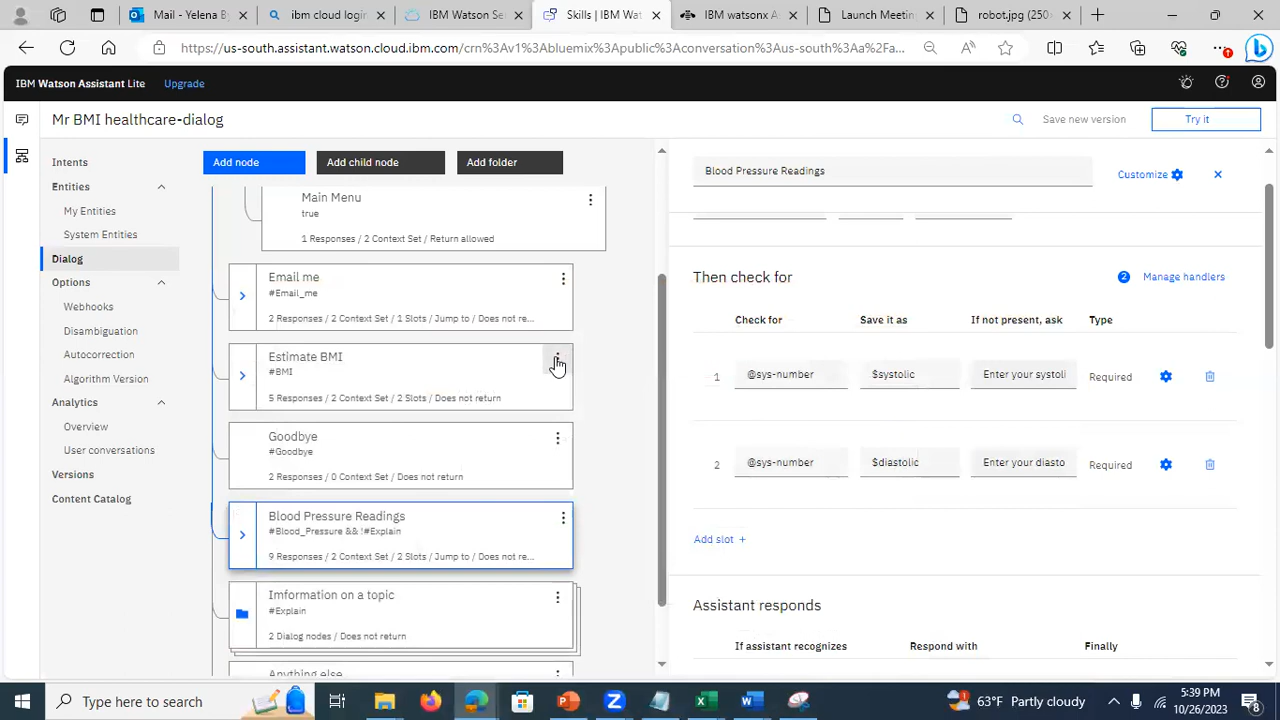 Mail - Yelena By
ibm cloud login
IBM Watson Se
Skills | IBM Wat
IBM watsonx A
Launch Meetin
robot.jpg (250×
https://us-south.assistant.watson.cloud.ibm.com/crn%3Av1%3Abluemix%3Apublic%3Aconversation%3Aus-south%3Aa%2Fa...
IBM Watson Assistant Lite
Upgrade
Mr BMI healthcare-dialog
Save new version
Try it
Intents
Entities
My Entities
System Entities
Dialog
Options
Webhooks
Disambiguation
Autocorrection
Algorithm Version
Analytics
Overview
User conversations
Versions
Content Catalog
Add node
Add child node
Add folder
Main Menu
true
1 Responses / 2 Context Set / Return allowed
Email me
#Email_me
2 Responses / 2 Context Set / 1 Slots / Jump to / Does not re...
Estimate BMI
#BMI
5 Responses / 2 Context Set / 2 Slots / Does not return
Goodbye
#Goodbye
2 Responses / 0 Context Set / Does not return
Blood Pressure Readings
#Blood_Pressure && !#Explain
9 Responses / 2 Context Set / 2 Slots / Jump to / Does not re...
Imformation on a topic
#Explain
2 Dialog nodes / Does not return
Anything else
Blood Pressure Readings
Customize
Then check for
2 Manage handlers
Check for
Save it as
If not present, ask
Type
1 @sys-number $systolic Enter your systoli Required
2 @sys-number $diastolic Enter your diasto Required
Add slot +
Assistant responds
If assistant recognizes
Respond with
Finally
Type here to search
63°F Partly cloudy
5:39 PM
10/26/2023
8